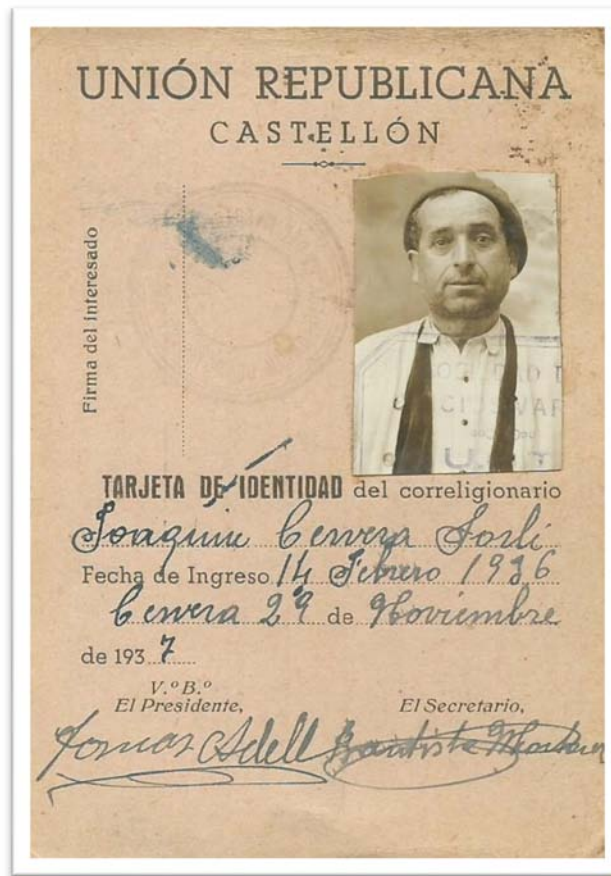 UNIÓN REPUBLICANA
CASTELLÓN
Firma del interesado
TARJETA DE IDENTIDAD del correligionario
Joaquin Cervera Sorli
Fecha de Ingreso 14 Febrero 1936
Cervera 29 de Noviembre
de 1937
V.º B.º
El Presidente,
El Secretario,
Tomas Adell
Bautista